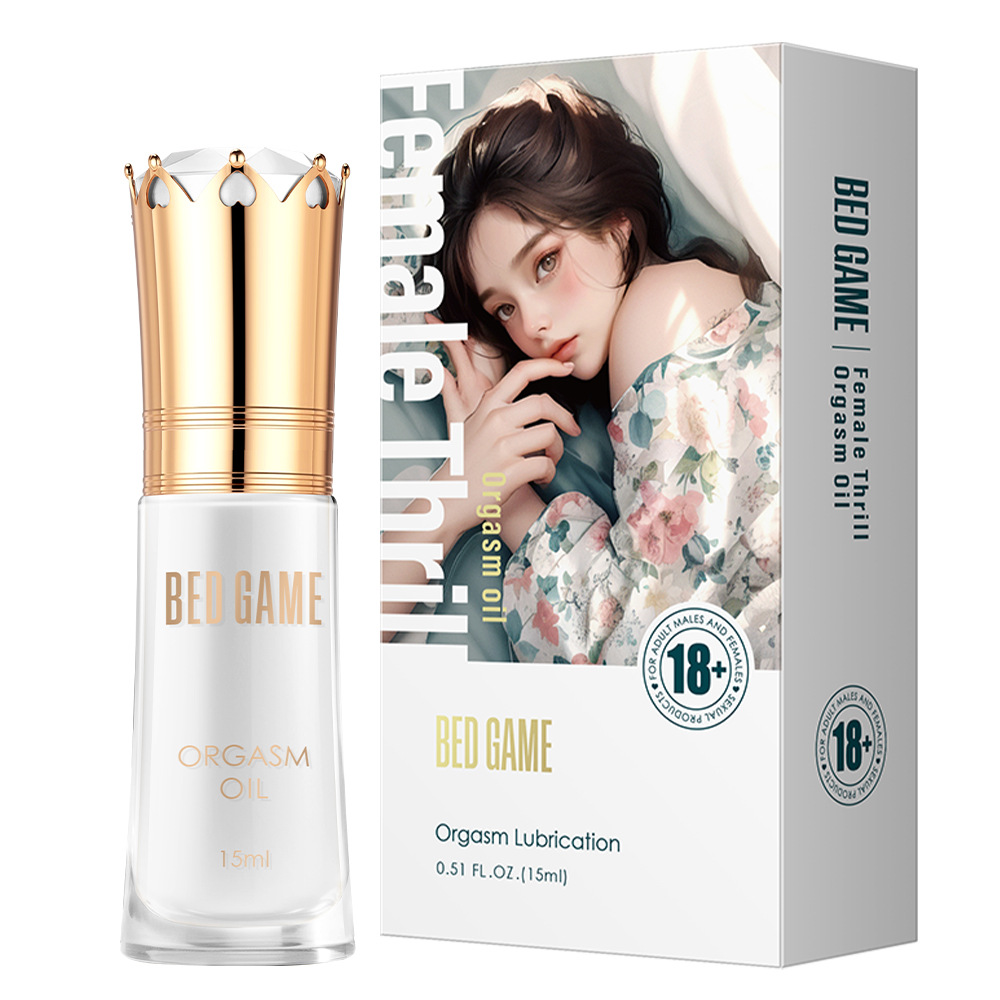 BED GAME
ORGASM
OIL
15ml
Female Thrill
Orgasm oil
FOR ADULT MALES AND FEMALES
18+
SEXUAL PRODUCTS
BED GAME
Orgasm Lubrication
0.51 FL.OZ.(15ml)
BED GAME | Female Thrill
Orgasm Oil
FOR ADULT MALES AND FEMALES
18+
SEXUAL PRODUCTS